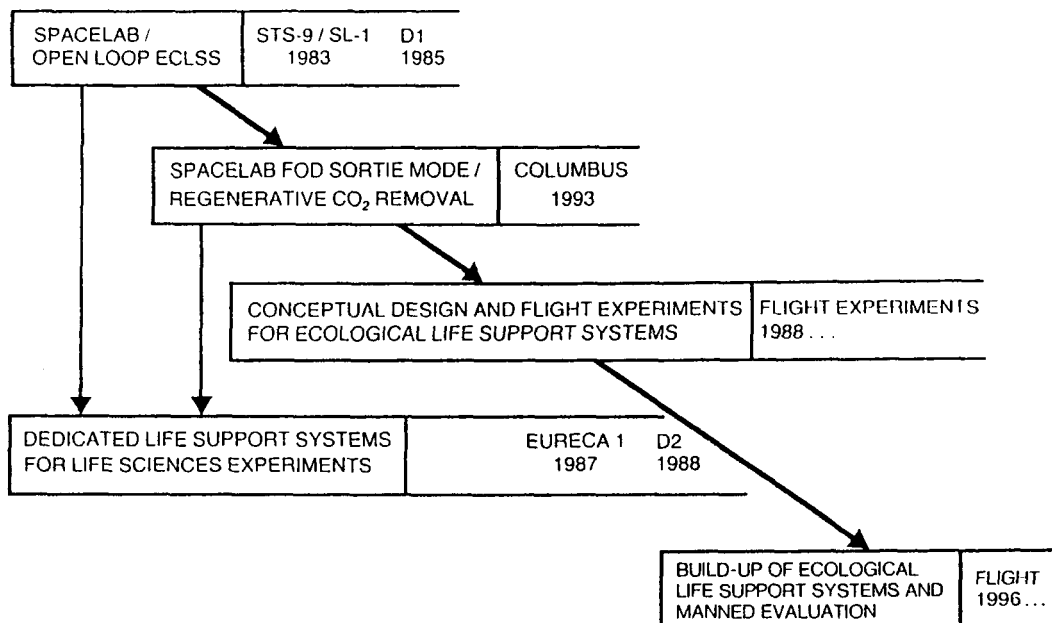 SPACELAB /
OPEN LOOP ECLSS
STS-9 / SL-1 D1
1983 1985
SPACELAB FOD SORTIE MODE /
REGENERATIVE CO₂ REMOVAL
COLUMBUS
1993
CONCEPTUAL DESIGN AND FLIGHT EXPERIMENTS
FOR ECOLOGICAL LIFE SUPPORT SYSTEMS
FLIGHT EXPERIMENTS
1988 . . .
DEDICATED LIFE SUPPORT SYSTEMS
FOR LIFE SCIENCES EXPERIMENTS
EURECA 1 D2
1987 1988
BUILD-UP OF ECOLOGICAL
LIFE SUPPORT SYSTEMS AND
MANNED EVALUATION
FLIGHT
1996 . . .